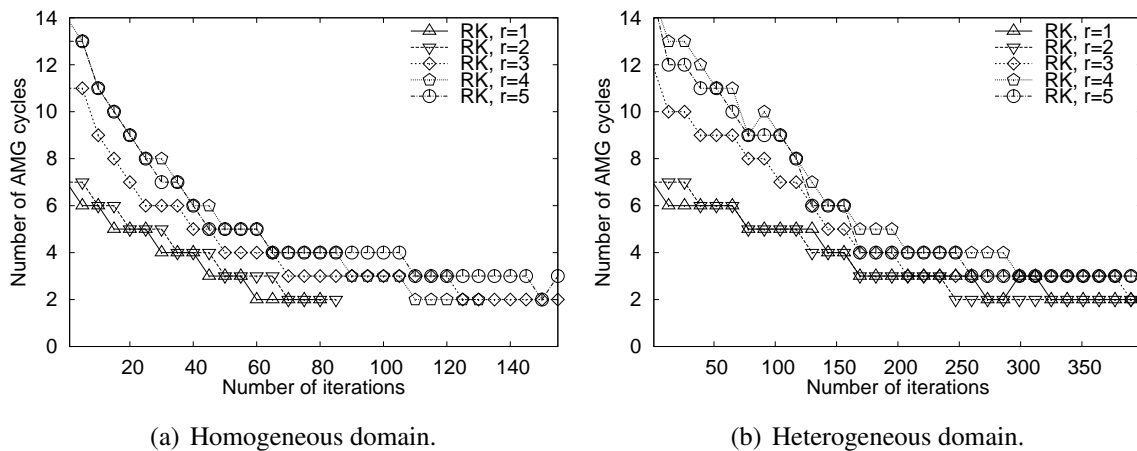 14
12
10
8
6
4
2
0
Number of AMG cycles
20 40 60 80 100 120 140
Number of iterations
RK, r=1
RK, r=2
RK, r=3
RK, r=4
RK, r=5
(a) Homogeneous domain.
14
12
10
8
6
4
2
0
Number of AMG cycles
50 100 150 200 250 300 350
Number of iterations
RK, r=1
RK, r=2
RK, r=3
RK, r=4
RK, r=5
(b) Heterogeneous domain.